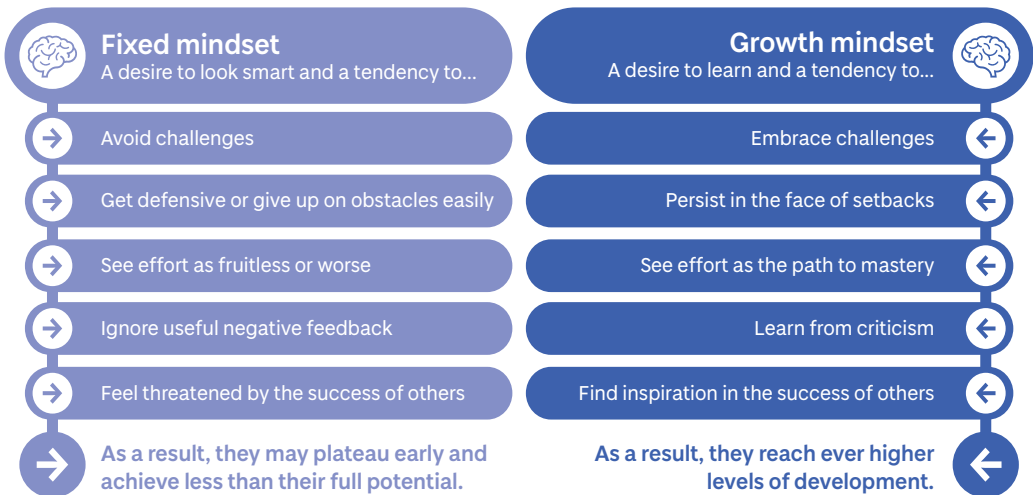 Fixed mindset
A desire to look smart and a tendency to...
Avoid challenges
Get defensive or give up on obstacles easily
See effort as fruitless or worse
Ignore useful negative feedback
Feel threatened by the success of others
As a result, they may plateau early and
achieve less than their full potential.
Growth mindset
A desire to learn and a tendency to...
Embrace challenges
Persist in the face of setbacks
See effort as the path to mastery
Learn from criticism
Find inspiration in the success of others
As a result, they reach ever higher
levels of development.